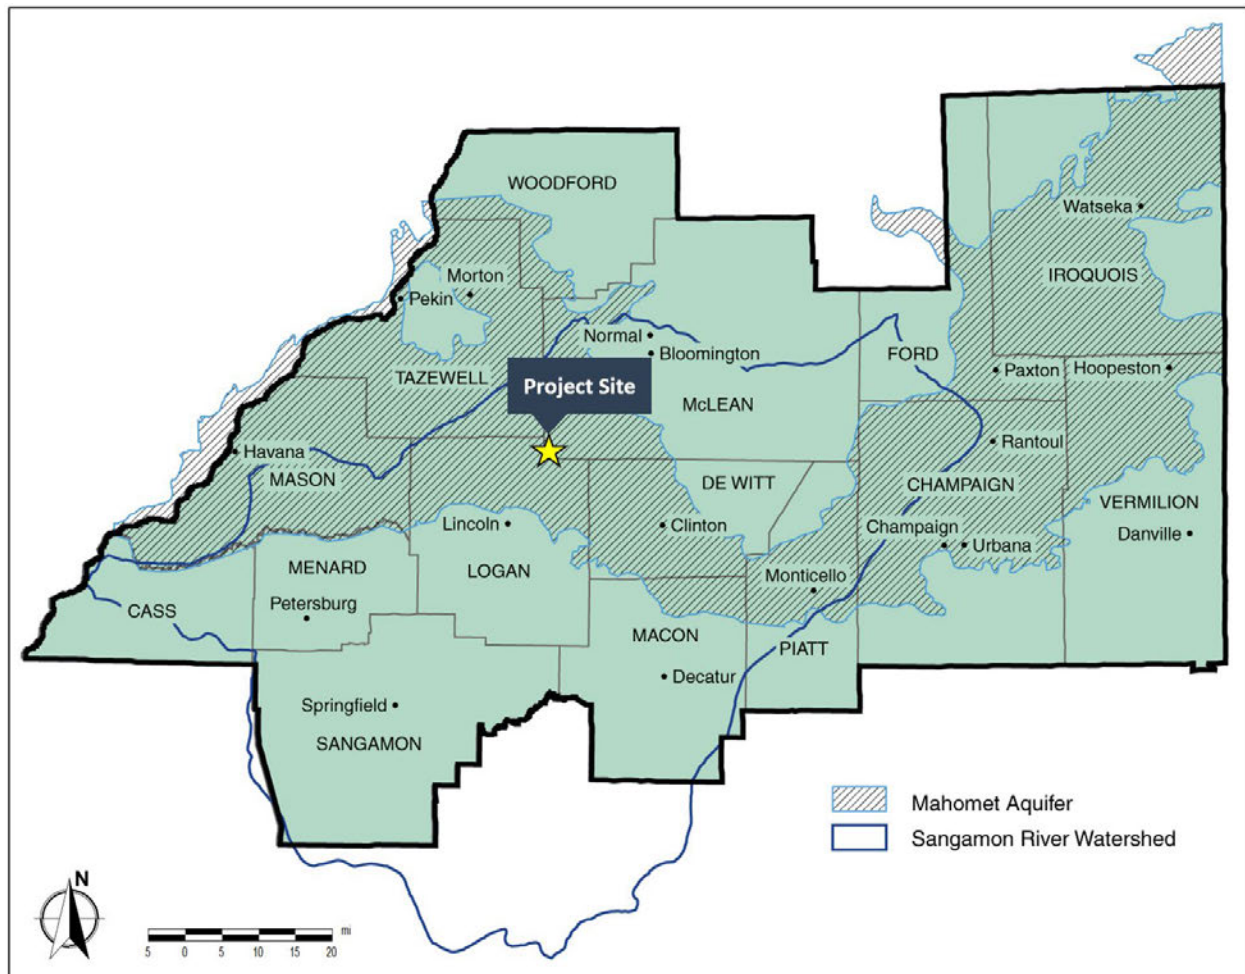 WOODFORD
Watseka
IROQUOIS
Morton
Pekin
Normal
Bloomington
FORD
Paxton
Hoopeston
TAZEWELL
Project Site
McLEAN
Havana
Rantoul
MASON
DE WITT
CHAMPAIGN
VERMILION
Lincoln
Clinton
Champaign
Urbana
Danville
MENARD
LOGAN
Monticello
CASS
Petersburg
MACON
PIATT
Decatur
Springfield
SANGAMON
Mahomet Aquifer
Sangamon River Watershed
N
mi
5 0 5 10 15 20